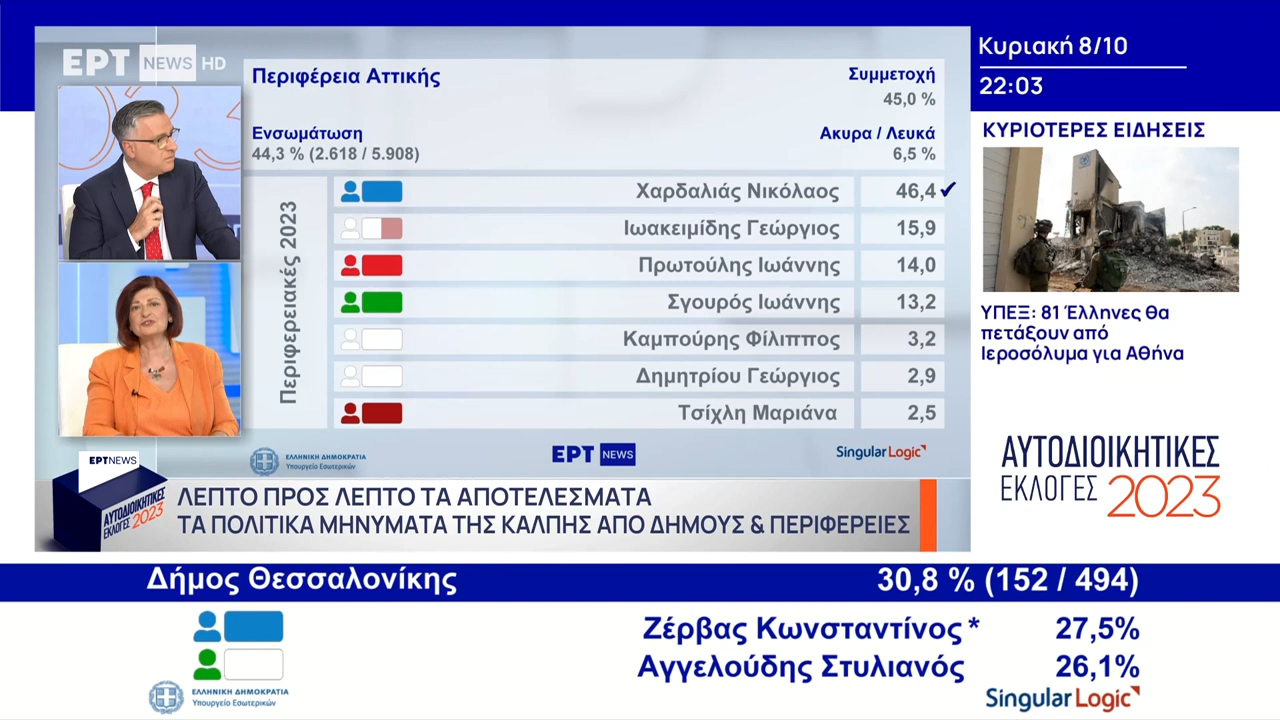 ΕΡΤ NEWS HD
Περιφέρεια Αττικής
Συμμετοχή
45,0 %
Ενσωμάτωση
44,3 % (2.618 / 5.908)
Ακυρα / Λευκά
6,5 %
Περιφερειακές 2023
Χαρδαλιάς Νικόλαος 46,4
Ιωακειμίδης Γεώργιος 15,9
Πρωτούλης Ιωάννης 14,0
Σγουρός Ιωάννης 13,2
Καμπούρης Φίλιππος 3,2
Δημητρίου Γεώργιος 2,9
Τσίχλη Μαριάνα 2,5
ΕΛΛΗΝΙΚΗ ΔΗΜΟΚΡΑΤΙΑ
Υπουργείο Εσωτερικών
ΕΡΤ NEWS
SingularLogic
Κυριακή 8/10
22:03
ΚΥΡΙΟΤΕΡΕΣ ΕΙΔΗΣΕΙΣ
ΥΠΕΞ: 81 Έλληνες θα
πετάξουν από
Ιεροσόλυμα για Αθήνα
ΑΥΤΟΔΙΟΙΚΗΤΙΚΕΣ
ΕΚΛΟΓΕΣ 2023
ΕΡΤNEWS
ΑΥΤΟΔΙΟΙΚΗΤΙΚΕΣ
ΕΚΛΟΓΕΣ 2023
ΛΕΠΤΟ ΠΡΟΣ ΛΕΠΤΟ ΤΑ ΑΠΟΤΕΛΕΣΜΑΤΑ
ΤΑ ΠΟΛΙΤΙΚΑ ΜΗΝΥΜΑΤΑ ΤΗΣ ΚΑΛΠΗΣ ΑΠΟ ΔΗΜΟΥΣ & ΠΕΡΙΦΕΡΕΙΕΣ
Δήμος Θεσσαλονίκης 30,8 % (152 / 494)
Ζέρβας Κωνσταντίνος * 27,5%
Αγγελούδης Στυλιανός 26,1%
ΕΛΛΗΝΙΚΗ ΔΗΜΟΚΡΑΤΙΑ
Υπουργείο Εσωτερικών
SingularLogic